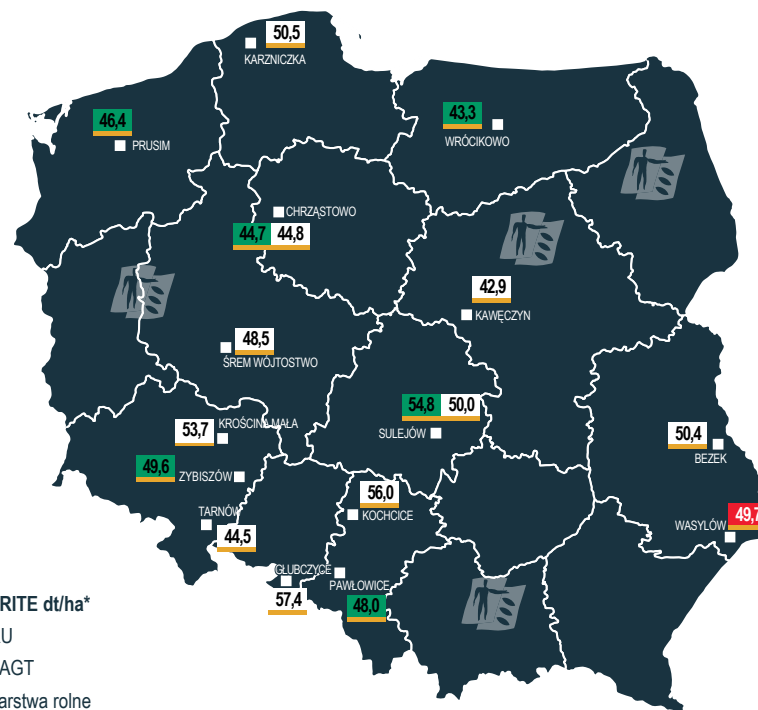 50,5
KARZNICZKA
46,4
PRUSIM
43,3
WRÓCIKOWO
CHRZĄSTOWO
44,7 44,8
42,9
KAWĘCZYN
48,5
ŚREM WÓJTOSTWO
54,8 50,0
SULEJÓW
53,7
KROŚCINA MAŁA
50,4
BEZEK
49,6
ZYBISZÓW
56,0
KOCHCICE
TARNÓW
44,5
WASYLÓW
49,7
GŁUBCZYCE
57,4
PAWŁOWICE
48,0
RITE dt/ha*
U
AGT
arstwa rolne